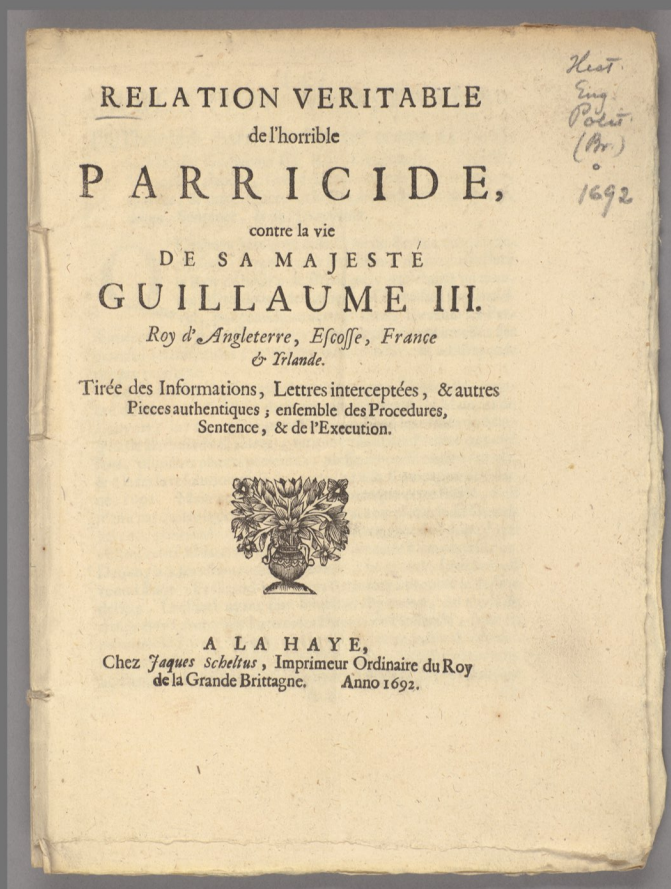 RELATION VERITABLE
de l'horrible
PARRICIDE,
contre la vie
DE SA MAJESTÉ
GUILLAUME III.
Roy d'Angleterre, Eſcoſſe, France
& Yrlande.
Tirée des Informations, Lettres interceptées, & autres
Pieces authentiques; enſemble des Procedures,
Sentence, & de l'Execution.
A LA HAYE,
Chez Jaques Scheltus, Imprimeur Ordinaire du Roy
de la Grande Brittagne. Anno 1692.
Hist.
Eng.
Polit.
(Br.)
1692